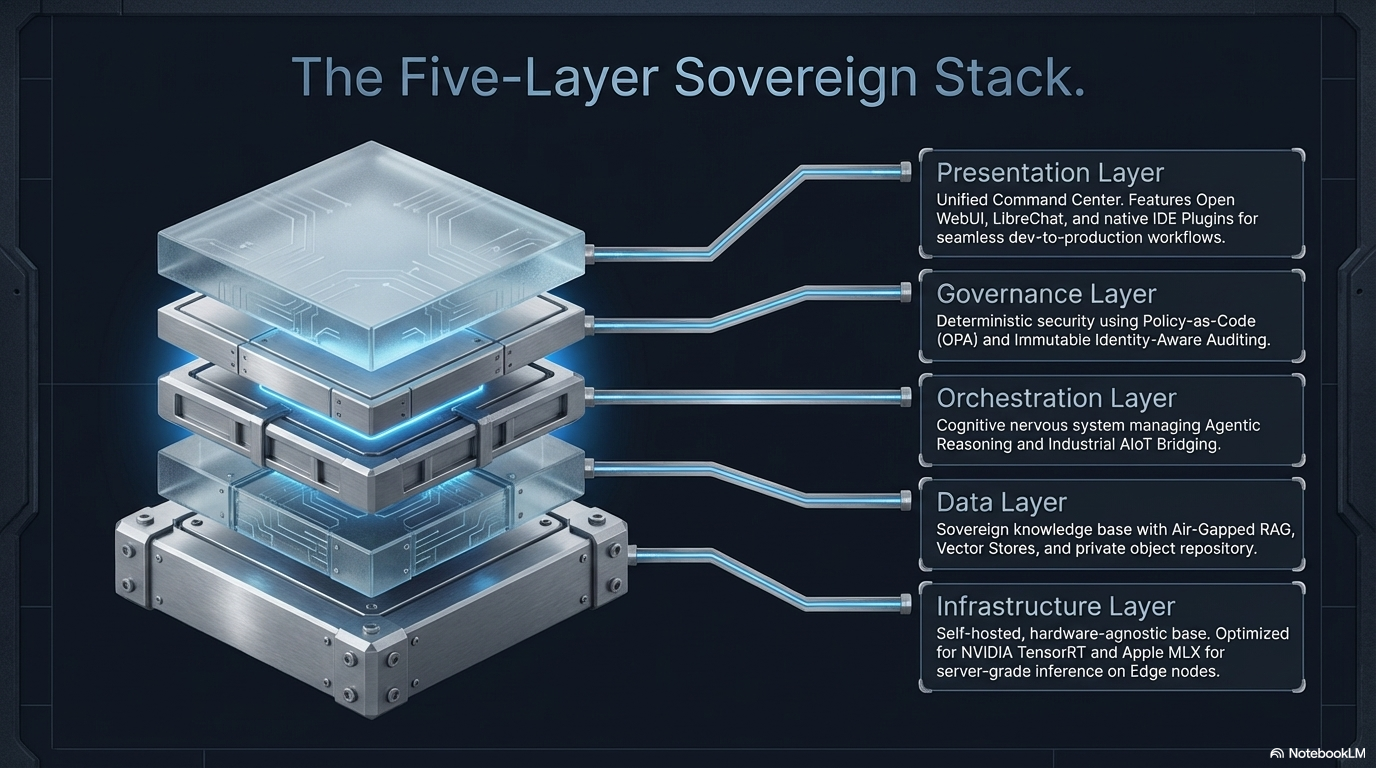 The Five-Layer Sovereign Stack.
Presentation Layer
Unified Command Center. Features Open
WebUI, LibreChat, and native IDE Plugins for
seamless dev-to-production workflows.
Governance Layer
Deterministic security using Policy-as-Code
(OPA) and Immutable Identity-Aware Auditing.
Orchestration Layer
Cognitive nervous system managing Agentic
Reasoning and Industrial AIoT Bridging.
Data Layer
Sovereign knowledge base with Air-Gapped RAG,
Vector Stores, and private object repository.
Infrastructure Layer
Self-hosted, hardware-agnostic base. Optimized
for NVIDIA TensorRT and Apple MLX for
server-grade inference on Edge nodes.
NotebookLM